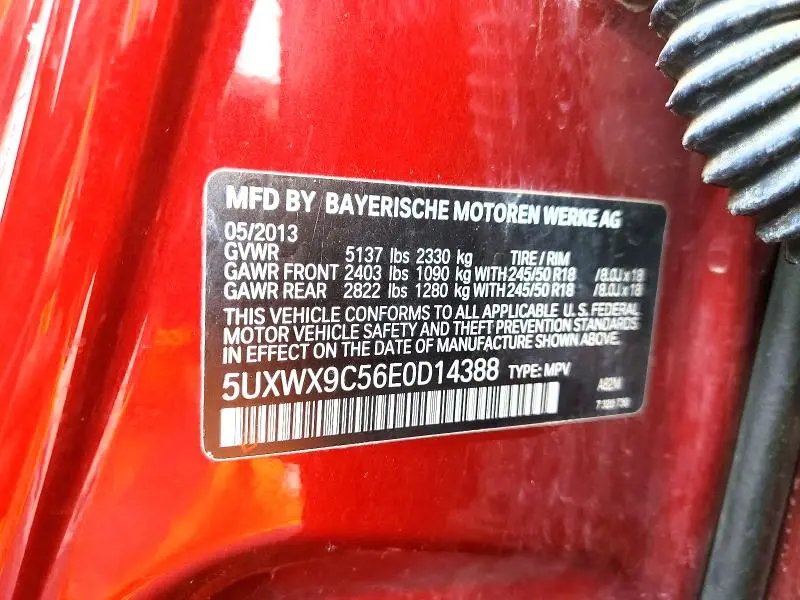 MFD BY BAYERISCHE MOTOREN WERKE AG
05/2013
GVWR 5137 lbs 2330 kg TIRE / RIM
GAWR FRONT 2403 lbs 1090 kg WITH 245/50 R18 /8.0J x 18
GAWR REAR 2822 lbs 1280 kg WITH 245/50 R18 /8.0J x 18
THIS VEHICLE CONFORMS TO ALL APPLICABLE U.S. FEDERAL
MOTOR VEHICLE SAFETY AND THEFT PREVENTION STANDARDS
IN EFFECT ON THE DATE OF MANUFACTURE SHOWN ABOVE.
5UXWX9C56E0D14388 TYPE: MPV A82M